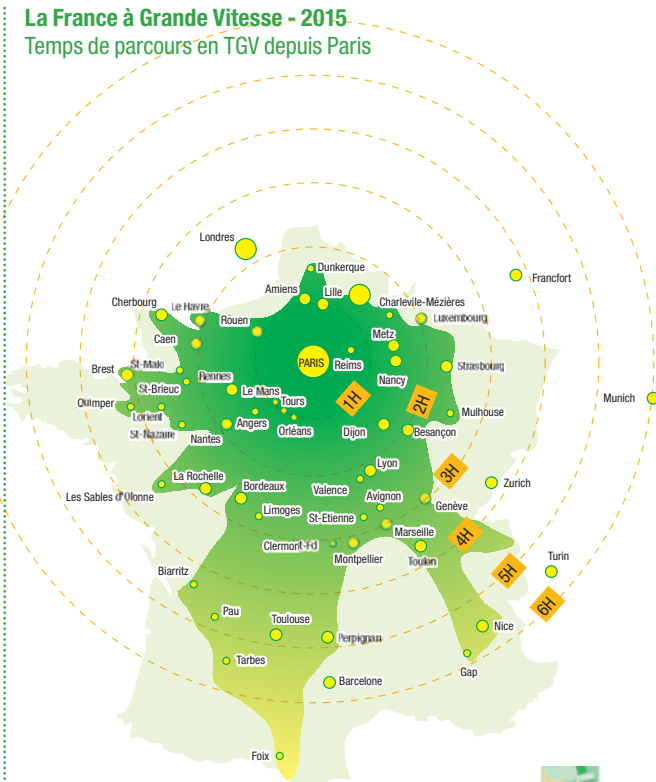 La France à Grande Vitesse - 2015
Temps de parcours en TGV depuis Paris
Londres
Dunkerque
Francfort
Amiens
Lille
Cherbourg
Le Havre
Charlevile-Mézières
Luxembourg
Rouen
Caen
Metz
PARIS
Reims
Strasbourg
Brest
St-Malo
Rennes
Nancy
St-Brieuc
Le Mans
1H
2H
Munich
Quimper
Tours
Mulhouse
Lorient
Angers
Orléans
Dijon
Besançon
St-Nazaire
Nantes
Lyon
3H
La Rochelle
Bordeaux
Valence
Zurich
Les Sables d'Olonne
Avignon
Genève
Limoges
St-Etienne
Marseille
4H
Clermont-Fd
Montpellier
Toulon
Turin
Biarritz
5H
6H
Pau
Toulouse
Perpignan
Nice
Tarbes
Gap
Barcelone
Foix